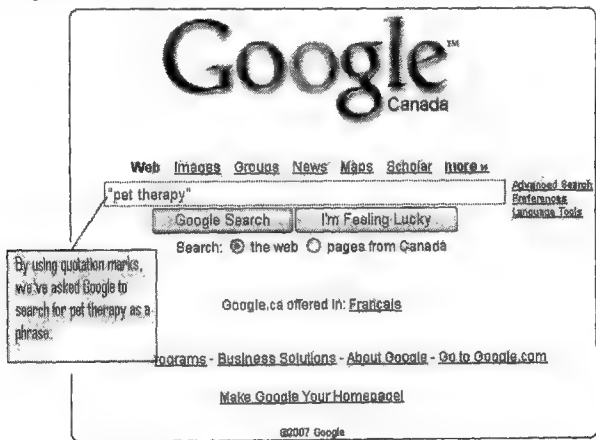 Google™
Canada
Web Images Groups News Maps Scholar more »
"pet therapy"
Advanced Search
Preferences
Language Tools
Google Search I'm Feeling Lucky
Search: the web pages from Canada
By using quotation marks,
we've asked Google to
search for pet therapy as a
phrase.
Google.ca offered in: Français
rograms - Business Solutions - About Google - Go to Google.com
Make Google Your Homepage!
©2007 Google